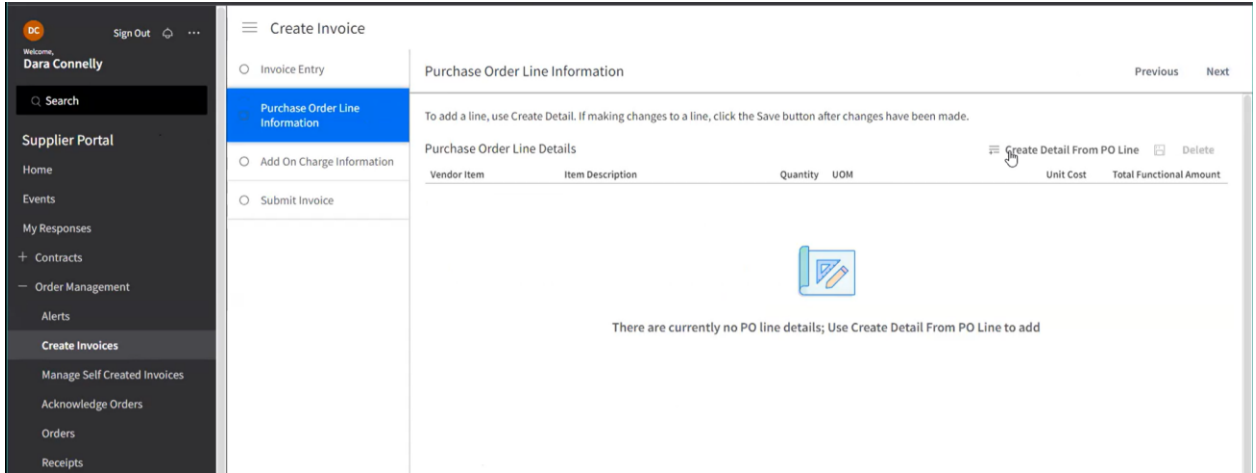 DC
Sign Out
Welcome,
Dara Connelly
Search
Supplier Portal
Home
Events
My Responses
Contracts
Order Management
Alerts
Create Invoices
Manage Self Created Invoices
Acknowledge Orders
Orders
Receipts
Create Invoice
Invoice Entry
Purchase Order Line
Information
Add On Charge Information
Submit Invoice
Purchase Order Line Information
Previous Next
To add a line, use Create Detail. If making changes to a line, click the Save button after changes have been made.
Purchase Order Line Details
Create Detail From PO Line Delete
Vendor Item Item Description Quantity UOM Unit Cost Total Functional Amount
There are currently no PO line details; Use Create Detail From PO Line to add